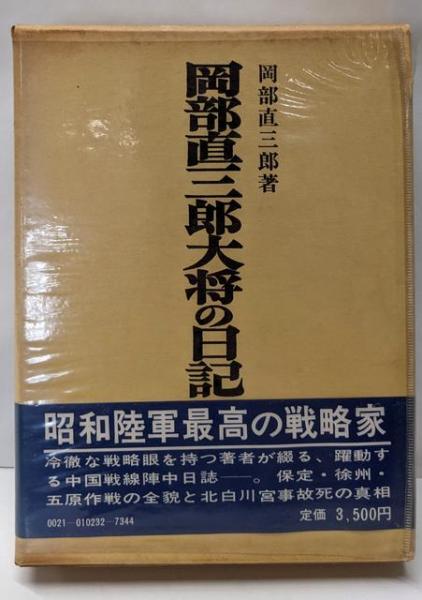 岡部直三郎著
岡部直三郎大将の日記
昭和陸軍最高の戦略家
冷徹な戦略眼を持つ著者が綴る、躍動す
る中国戦線陣中日誌——。保定・徐州・
五原作戦の全貌と北白川宮事故死の真相
0021—010232—7344
定価 3,500円